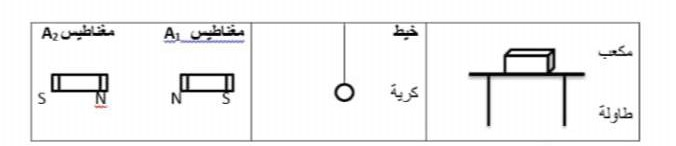 مكعب
طاولة
خيط
كرية
مغناطيس A1
N S
مغناطيس A2
S N